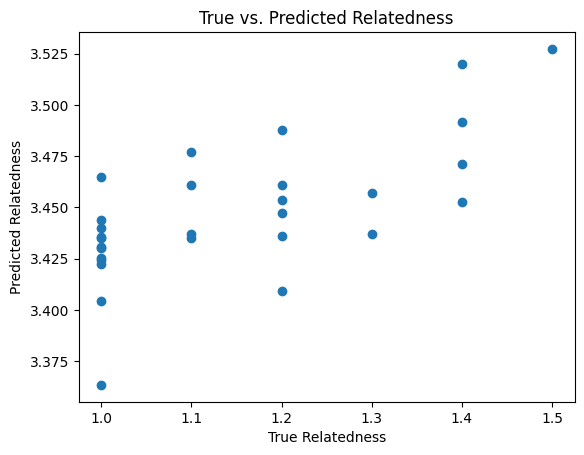 True vs. Predicted Relatedness
3.525
3.500
3.475
3.450
3.425
3.400
3.375
Predicted Relatedness
1.0 1.1 1.2 1.3 1.4 1.5
True Relatedness